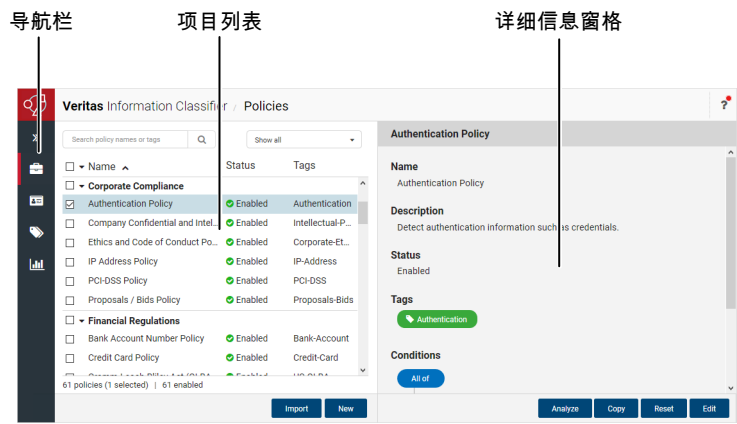 导航栏 项目列表 详细信息窗格
Veritas Information Classifier / Policies
?
Search policy names or tags
Show all
Name Status Tags
Corporate Compliance
Authentication Policy Enabled Authentication
Company Confidential and Intel... Enabled Intellectual-P...
Ethics and Code of Conduct Po... Enabled Corporate-Et...
IP Address Policy Enabled IP-Address
PCI-DSS Policy Enabled PCI-DSS
Proposals / Bids Policy Enabled Proposals-Bids
Financial Regulations
Bank Account Number Policy Enabled Bank-Account
Credit Card Policy Enabled Credit-Card
61 policies (1 selected) | 61 enabled
Import New
Authentication Policy
Name
Authentication Policy
Description
Detect authentication information such as credentials.
Status
Enabled
Tags
Authentication
Conditions
All of
Analyze Copy Reset Edit